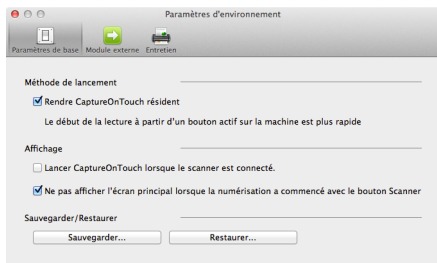 Paramètres d'environnement
Paramètres de base Module externe Entretien
Méthode de lancement
Rendre CaptureOnTouch résident
Le début de la lecture à partir d'un bouton actif sur la machine est plus rapide
Affichage
Lancer CaptureOnTouch lorsque le scanner est connecté.
Ne pas afficher l'écran principal lorsque la numérisation a commencé avec le bouton Scanner
Sauvegarder/Restaurer
Sauvegarder... Restaurer...